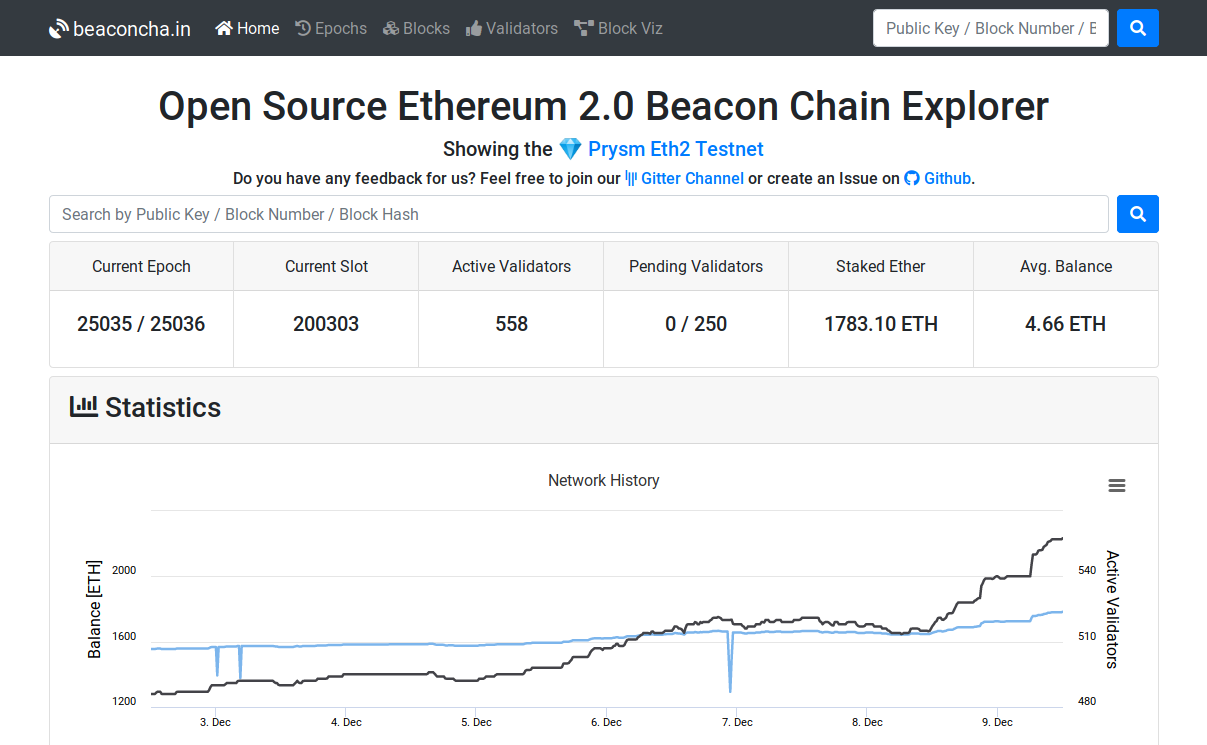 beaconcha.in Home Epochs Blocks Validators Block Viz Public Key / Block Number / E
Open Source Ethereum 2.0 Beacon Chain Explorer
Showing the 💎 Prysm Eth2 Testnet
Do you have any feedback for us? Feel free to join our Gitter Channel or create an Issue on Github.
Search by Public Key / Block Number / Block Hash
Current Epoch Current Slot Active Validators Pending Validators Staked Ether Avg. Balance
25035 / 25036 200303 558 0 / 250 1783.10 ETH 4.66 ETH
Statistics
Network History
Balance [ETH]
2000
1600
1200
540
510
480
Active Validators
3. Dec 4. Dec 5. Dec 6. Dec 7. Dec 8. Dec 9. Dec